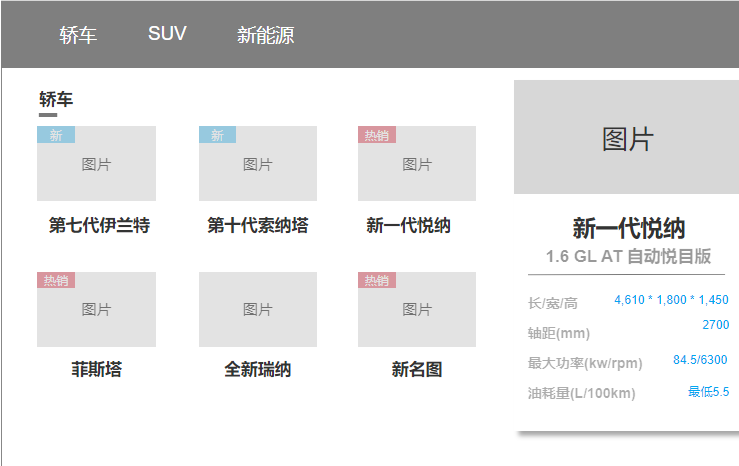 轿车 SUV 新能源
轿车
新 新 热销
图片 图片 图片
第七代伊兰特 第十代索纳塔 新一代悦纳
热销 热销
图片 图片 图片
菲斯塔 全新瑞纳 新名图
图片
新一代悦纳
1.6 GL AT 自动悦目版
长/宽/高 4,610 * 1,800 * 1,450
轴距(mm) 2700
最大功率(kw/rpm) 84.5/6300
油耗量(L/100km) 最低5.5